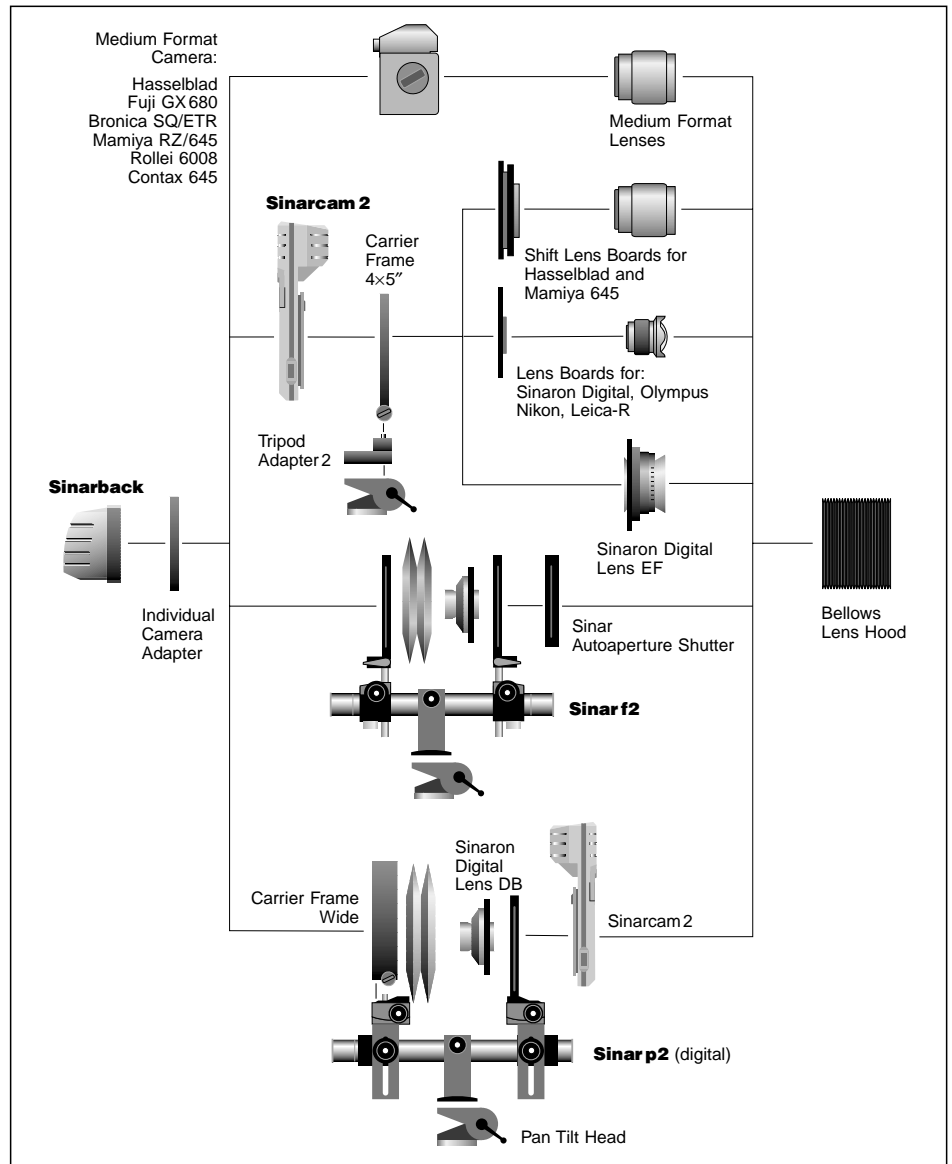 Medium Format
Camera:
Hasselblad
Fuji GX680
Bronica SQ/ETR
Mamiya RZ/645
Rollei 6008
Contax 645
Medium Format
Lenses
Sinarcam 2
Carrier
Frame
4×5″
Shift Lens Boards for
Hasselblad and
Mamiya 645
Lens Boards for:
Sinaron Digital, Olympus
Nikon, Leica-R
Tripod
Adapter 2
Sinarback
Sinaron Digital
Lens EF
Individual
Camera
Adapter
Sinar
Autoaperture Shutter
Bellows
Lens Hood
Sinar f2
Sinaron
Digital
Lens DB
Carrier Frame
Wide
Sinarcam 2
Sinar p2 (digital)
Pan Tilt Head